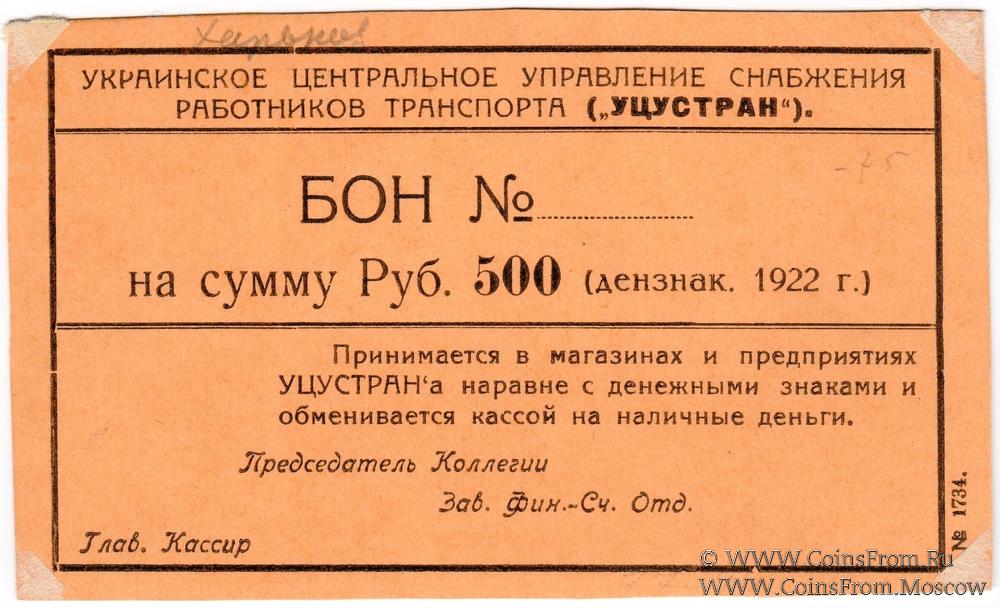 Харьков
УКРАИНСКОЕ ЦЕНТРАЛЬНОЕ УПРАВЛЕНИЕ СНАБЖЕНИЯ
РАБОТНИКОВ ТРАНСПОРТА („УЦУСТРАН“).
-75
БОН №
на сумму Руб. 500 (дензнак. 1922 г.)
Принимается в магазинах и предприятиях
УЦУСТРАН‘а наравне с денежными знаками и
обменивается кассой на наличные деньги.
Председатель Коллегии
Зав. Фин.-Сч. Отд.
Глав. Кассир
№ 1734.
© WWW.CoinsFrom.Ru
WWW.CoinsFrom.Moscow